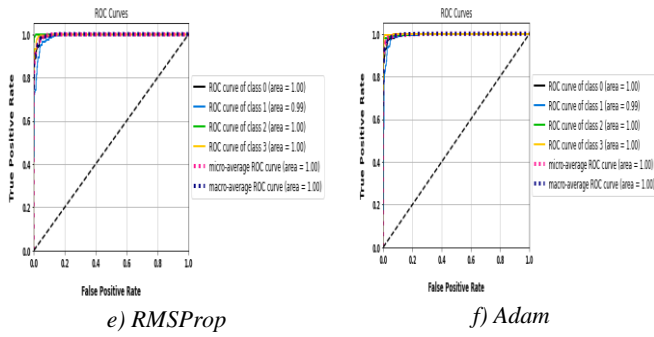 ROC Curves
True Positive Rate
1.0
0.8
0.6
0.4
0.2
0.0
0.0 0.2 0.4 0.6 0.8 1.0
False Positive Rate
ROC curve of class 0 (area = 1.00)
ROC curve of class 1 (area = 0.99)
ROC curve of class 2 (area = 1.00)
ROC curve of class 3 (area = 1.00)
micro-average ROC curve (area = 1.00)
macro-average ROC curve (area = 1.00)
e) RMSProp
ROC Curves
True Positive Rate
1.0
0.8
0.6
0.4
0.2
0.0
0.0 0.2 0.4 0.6 0.8 1.0
False Positive Rate
ROC curve of class 0 (area = 1.00)
ROC curve of class 1 (area = 0.99)
ROC curve of class 2 (area = 1.00)
ROC curve of class 3 (area = 1.00)
micro-average ROC curve (area = 1.00)
macro-average ROC curve (area = 1.00)
f) Adam